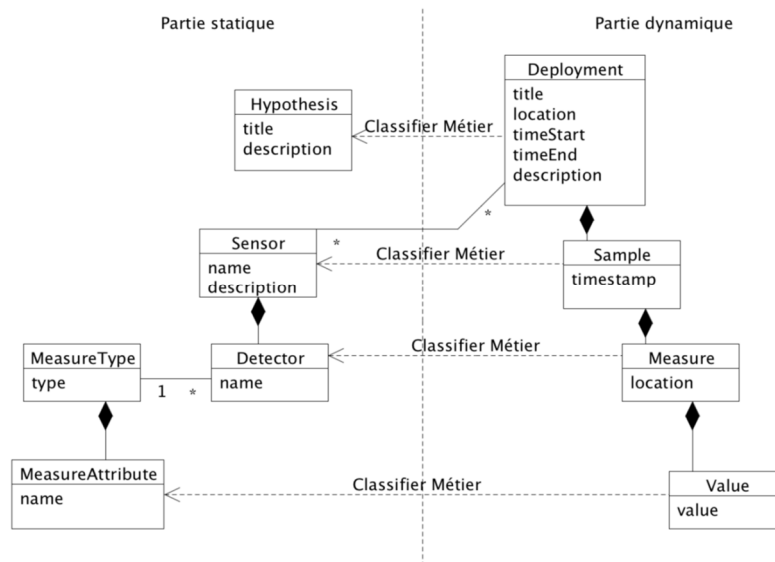 Partie statique
Partie dynamique
Deployment
title
location
timeStart
timeEnd
description
Hypothesis
title
description
Classifier Métier
*
Sensor
name
description
*
Classifier Métier
Sample
timestamp
MeasureType
type
1
*
Detector
name
Classifier Métier
Measure
location
MeasureAttribute
name
Classifier Métier
Value
value